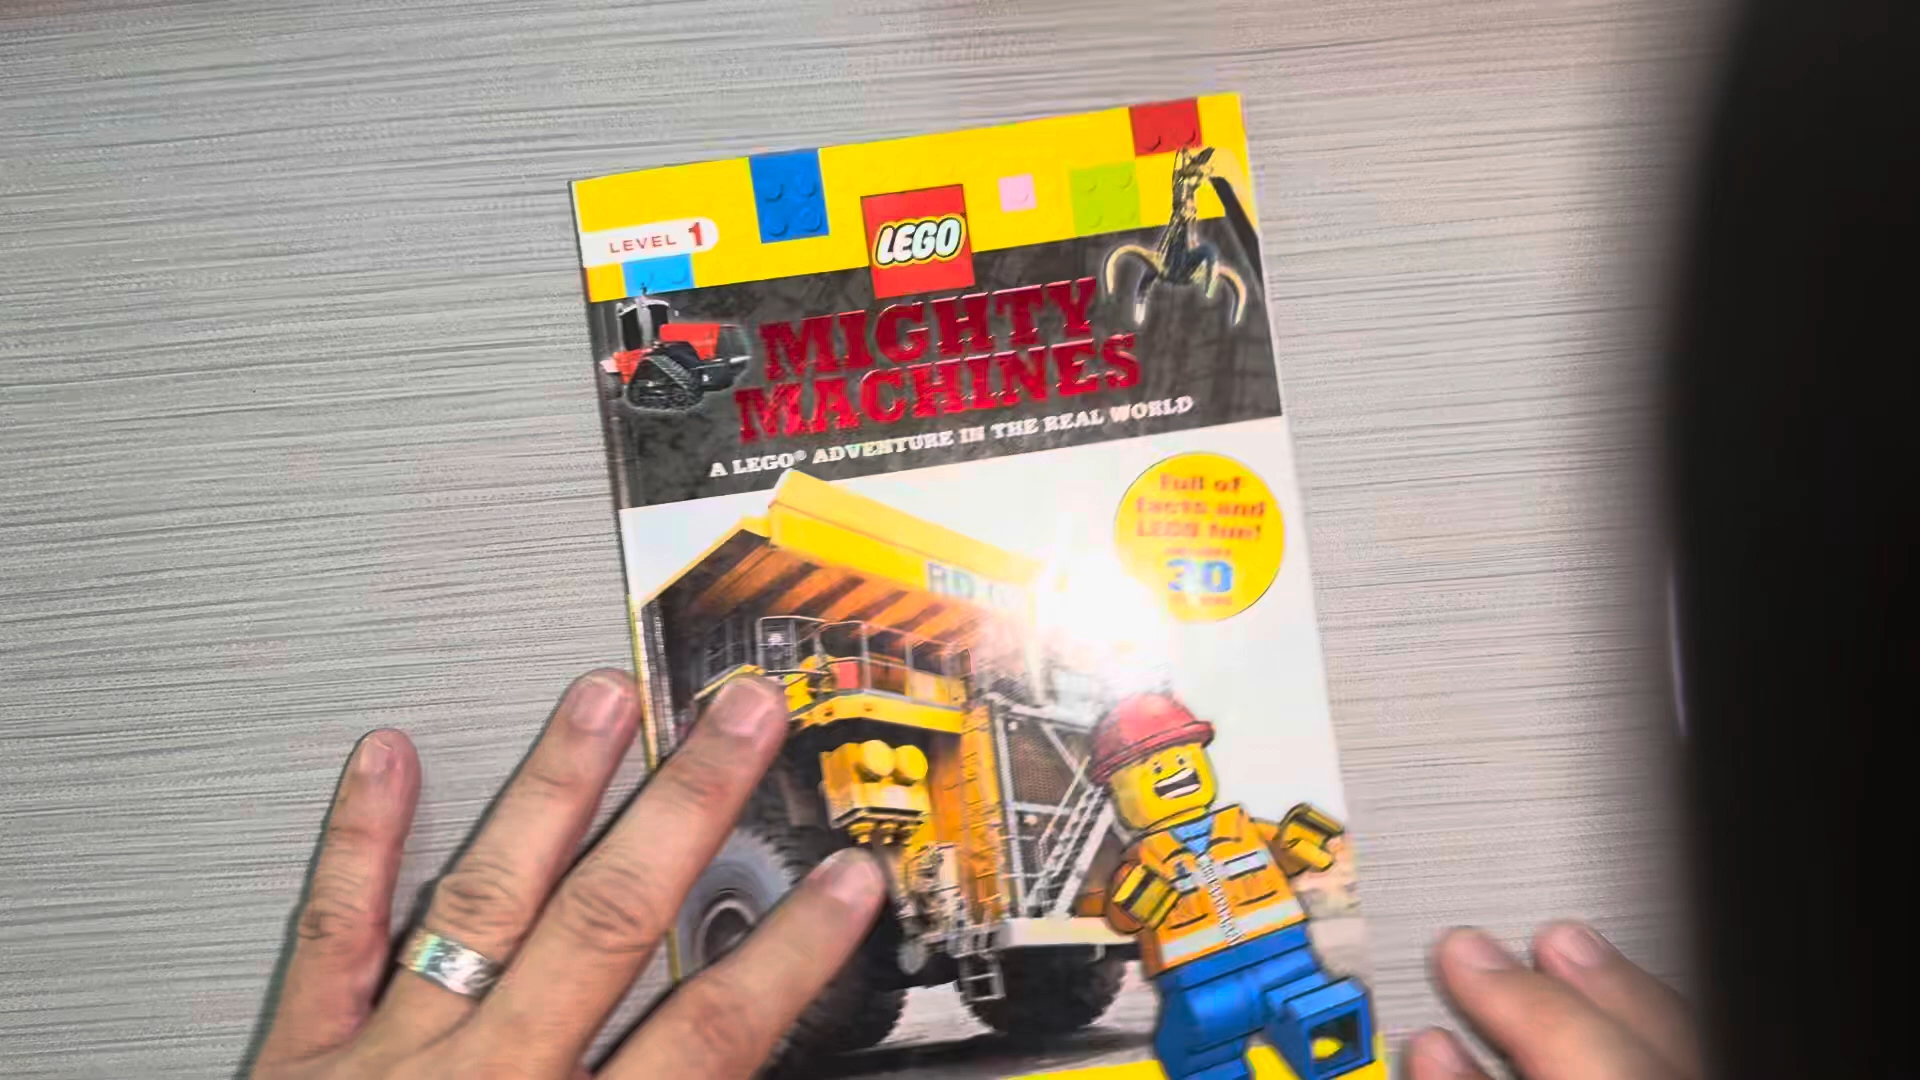 LEVEL 1
LEGO
MIGHTY
MACHINES
A LEGO® ADVENTURE IN THE REAL WORLD
Full of
facts and
LEGO fun!
30